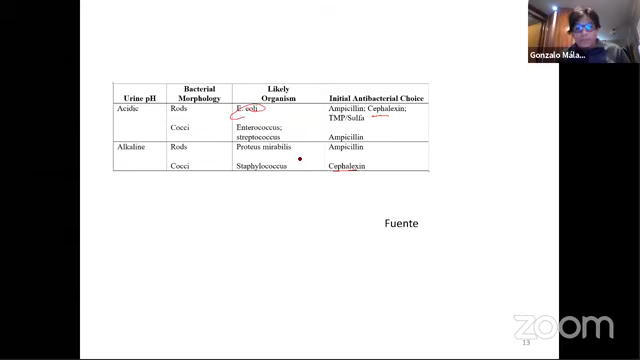 Gonzalo Mála...
Bacterial Likely
Urine pH Morphology Organism Initial Antibacterial Choice
Acidic Rods E. coli Ampicillin; Cephalexin;
TMP/Sulfa
Cocci Enterococcus;
streptococcus Ampicillin
Alkaline Rods Proteus mirabilis Ampicillin
Cocci Staphylococcus Cephalexin
Fuente
zoom
13